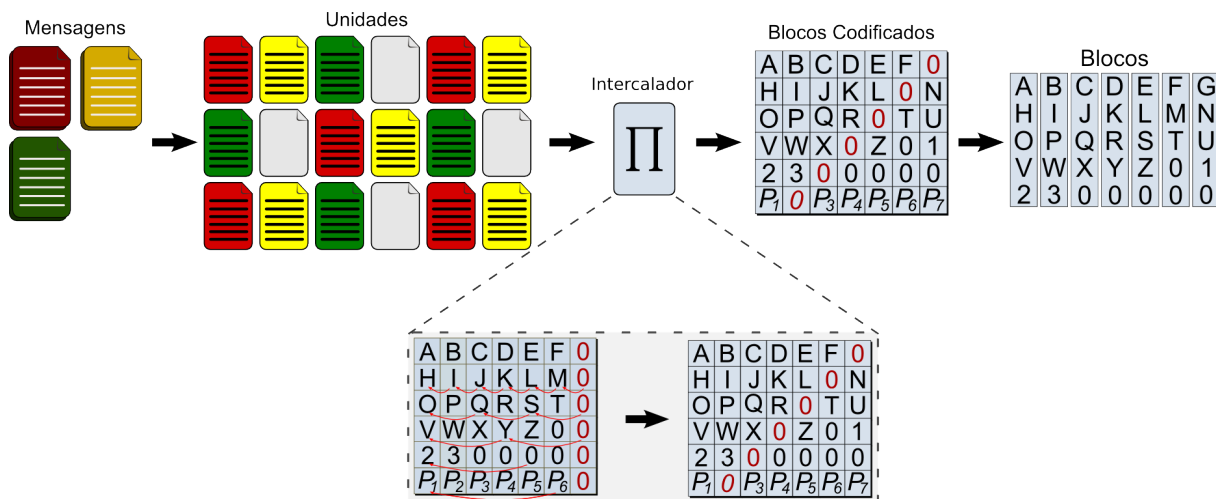 Mensagens
Unidades
Intercalador
∏
Blocos Codificados
A B C D E F 0
H I J K L 0 N
O P Q R 0 T U
V W X 0 Z 0 1
2 3 0 0 0 0 0
P1 0 P3 P4 P5 P6 P7
Blocos
A B C D E F G
H I J K L M N
O P Q R S T U
V W X Y Z 0 1
2 3 0 0 0 0 0
A B C D E F 0
H I J K L M 0
O P Q R S T 0
V W X Y Z 0 0
2 3 0 0 0 0 0
P1 P2 P3 P4 P5 P6 0
A B C D E F 0
H I J K L 0 N
O P Q R 0 T U
V W X 0 Z 0 1
2 3 0 0 0 0 0
P1 0 P3 P4 P5 P6 P7